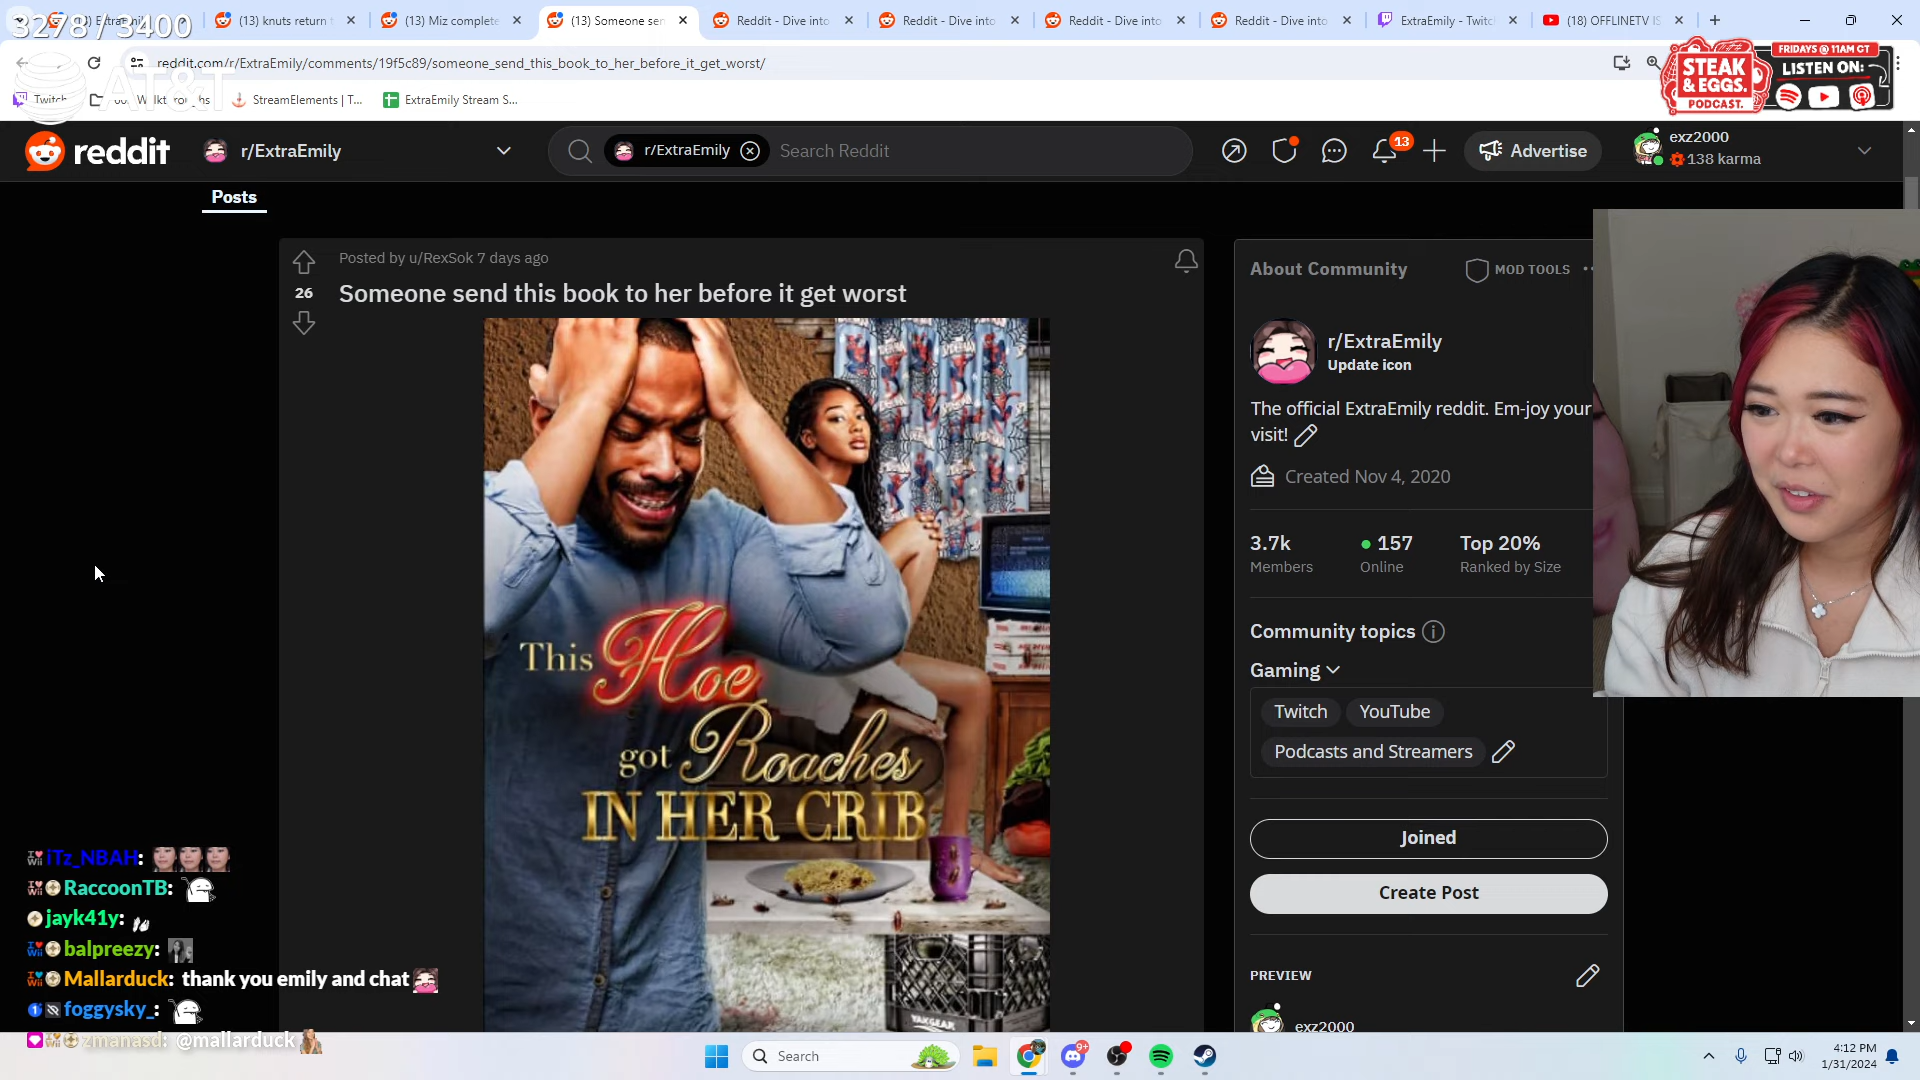 3278 / 3400
AT&T
(13) knuts return
(13) Miz complete
(13) Someone sen
Reddit - Dive into
Reddit - Dive into
Reddit - Dive into
Reddit - Dive into
ExtraEmily - Twitc
(18) OFFLINETV IS
reddit.com/r/ExtraEmily/comments/19f5c89/someone_send_this_book_to_her_before_it_get_worst/
Twitch
StreamElements | T...
ExtraEmily Stream S...
STEAK & EGGS. PODCAST.
FRIDAYS @ 11AM CT
LISTEN ON:
reddit
r/ExtraEmily
r/ExtraEmily
Search Reddit
13
Advertise
exz2000
138 karma
Posts
Posted by u/RexSok 7 days ago
26
Someone send this book to her before it get worst
This Hoe
got Roaches
IN HER CRIB
YAKGEAR
About Community
MOD TOOLS
r/ExtraEmily
Update icon
The official ExtraEmily reddit. Em-joy your
visit!
Created Nov 4, 2020
3.7k
157
Top 20%
Members
Online
Ranked by Size
Community topics
Gaming
Twitch
YouTube
Podcasts and Streamers
Joined
Create Post
PREVIEW
exz2000
iTz_NBAH:
RaccoonTB:
jayk41y:
balpreezy:
Mallarduck: thank you emily and chat
foggysky_:
zmanasd: @mallarduck
Search
9+
4:12 PM
1/31/2024